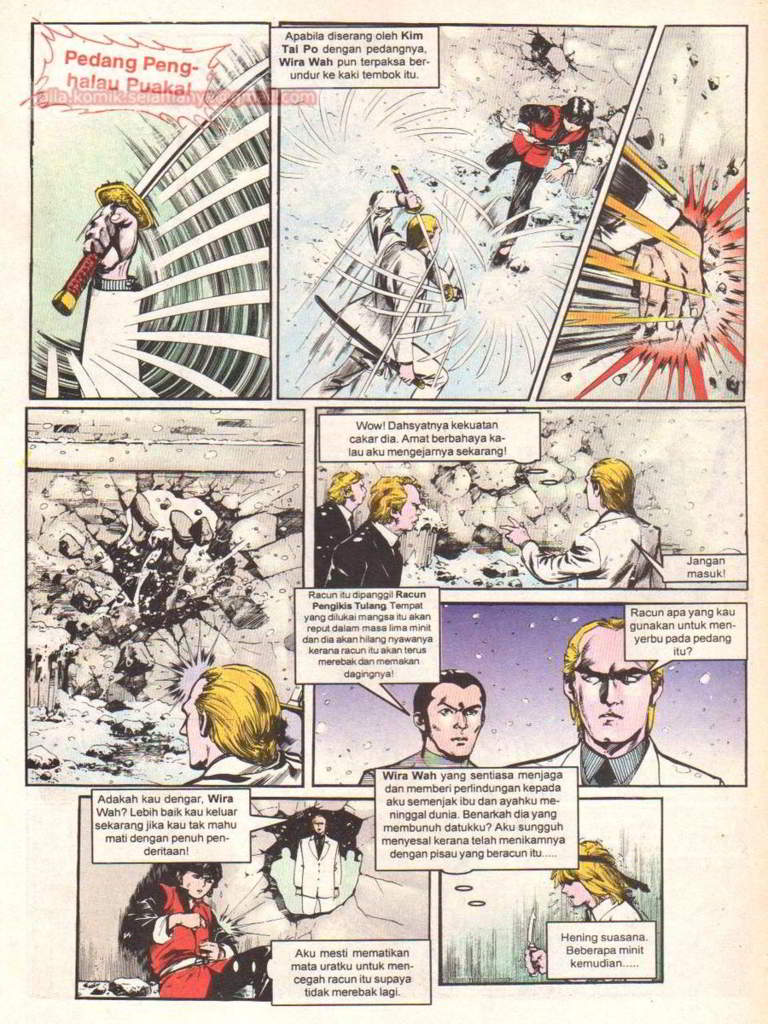 Pedang Peng-
halau Puaka!
ajla.komik.selamanya@gmail.com
Apabila diserang oleh Kim
Tai Po dengan pedangnya,
Wira Wah pun terpaksa ber-
undur ke kaki tembok itu.
Wow! Dahsyatnya kekuatan
cakar dia. Amat berbahaya ka-
lau aku mengejarnya sekarang!
Jangan
masuk!
Racun itu dipanggil Racun
Pengikis Tulang Tempat
yang dilukai mangsa itu akan
reput dalam masa lima minit
dan dia akan hilang nyawanya
kerana racun itu akan terus
merebak dan memakan
dagingnya!
Racun apa yang kau
gunakan untuk men-
yerbu pada pedang
itu?
Adakah kau dengar, Wira
Wah? Lebih baik kau keluar
sekarang jika kau tak mahu
mati dengan penuh pen-
deritaan!
Wira Wah yang sentiasa menjaga
dan memberi perlindungan kepada
aku semenjak ibu dan ayahku me-
ninggal dunia. Benarkah dia yang
membunuh datukku? Aku sungguh
menyesal kerana telah menikamnya
dengan pisau yang beracun itu.....
Aku mesti mematikan
mata uratku untuk men-
cegah racun itu supaya
tidak merebak lagi.
Hening suasana.
Beberapa minit
kemudian.....